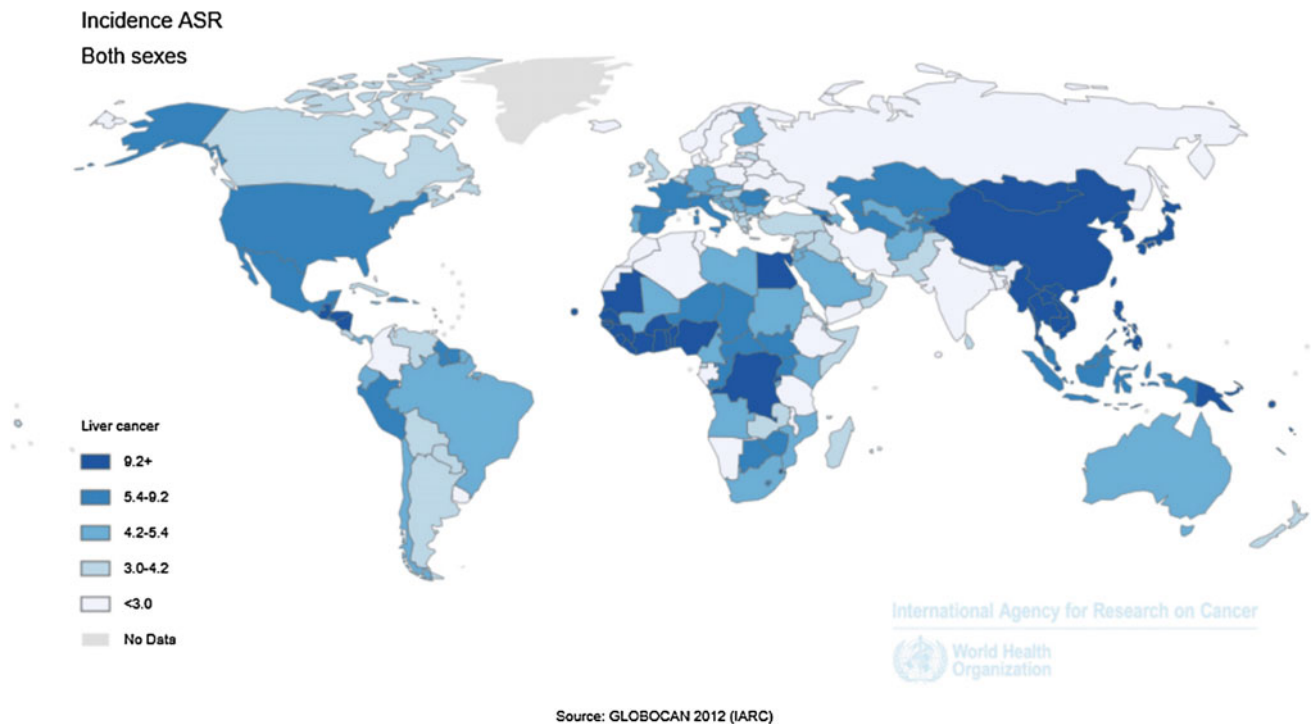 Incidence ASR
Both sexes
Liver cancer
9.2+
5.4-9.2
4.2-5.4
3.0-4.2
<3.0
No Data
International Agency for Research on Cancer
World Health
Organization
Source: GLOBOCAN 2012 (IARC)